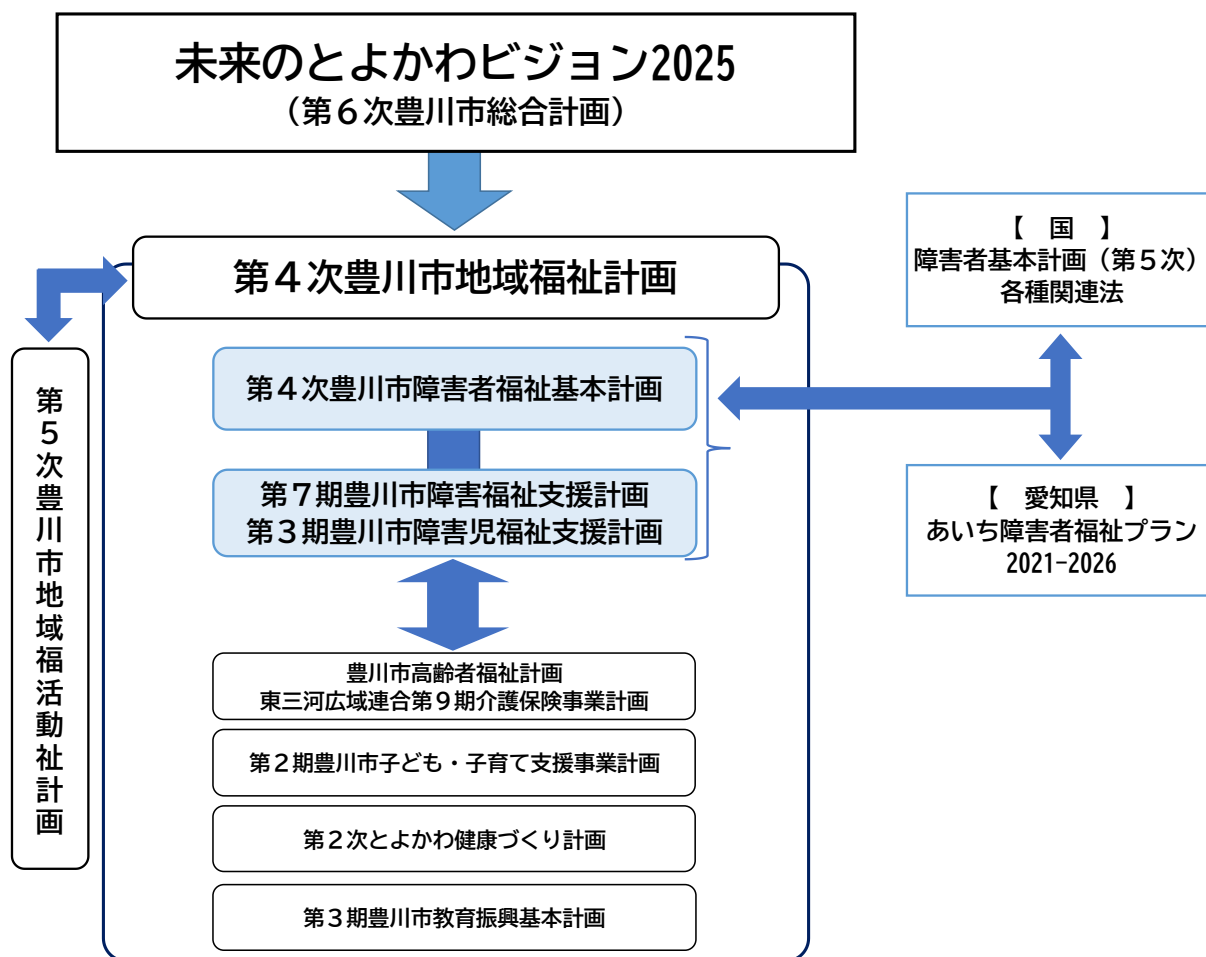 未来のとよかわビジョン2025
（第６次豊川市総合計画）
第４次豊川市地域福祉計画
【　国　】
障害者基本計画（第５次）
各種関連法
第５次豊川市地域福活動祉計画
第４次豊川市障害者福祉基本計画
第７期豊川市障害福祉支援計画
第３期豊川市障害児福祉支援計画
【　愛知県　】
あいち障害者福祉プラン
2021-2026
豊川市高齢者福祉計画
東三河広域連合第９期介護保険事業計画
第２期豊川市子ども・子育て支援事業計画
第２次とよかわ健康づくり計画
第３期豊川市教育振興基本計画